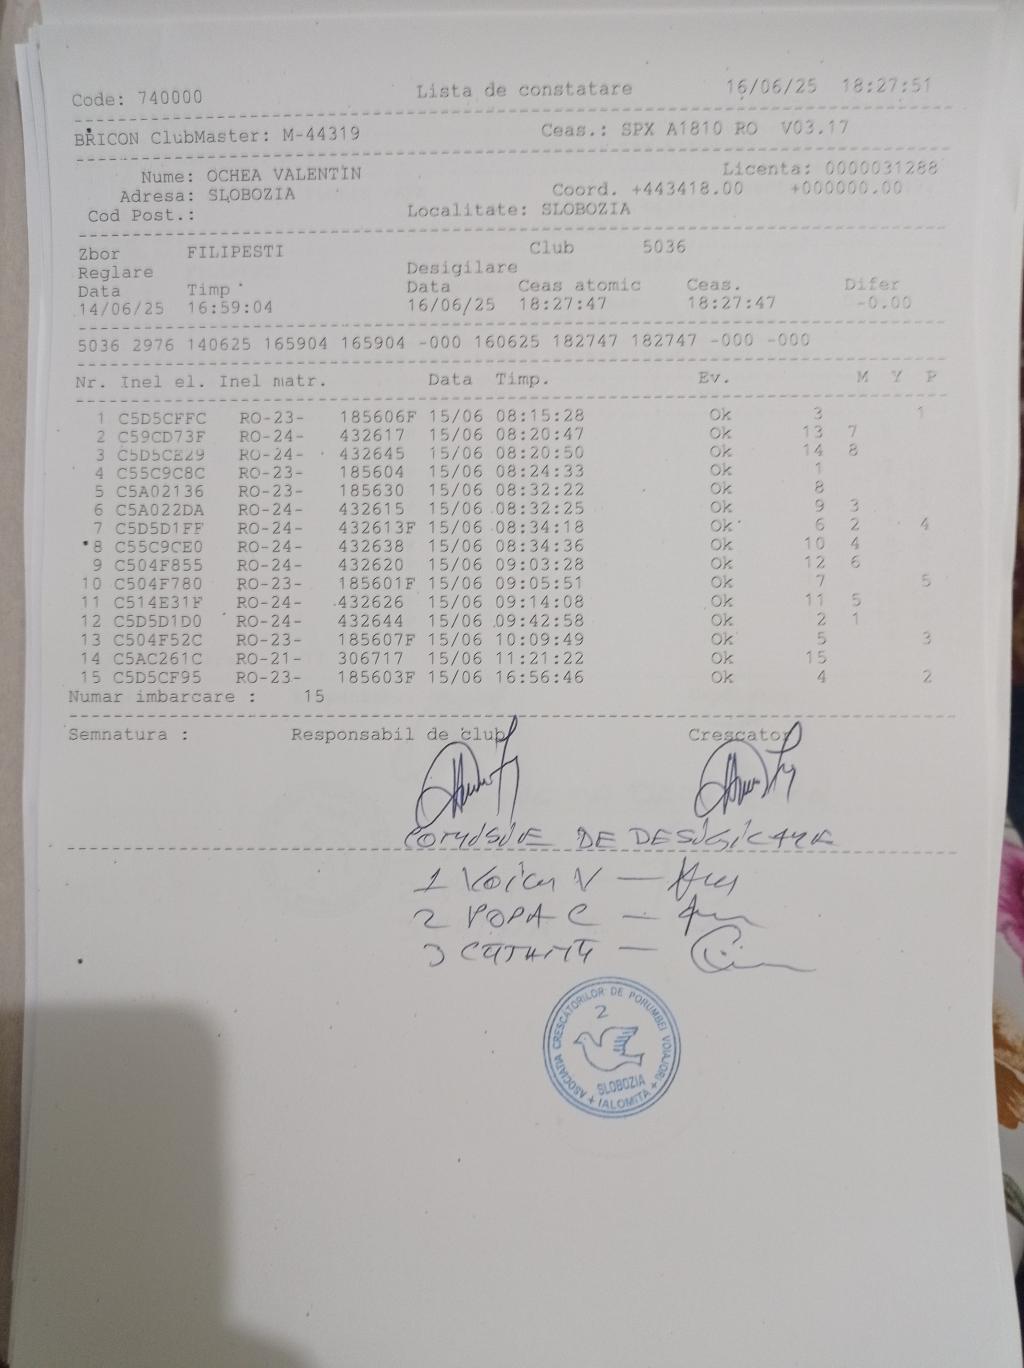 Code: 740000 Lista de constatare 16/06/25 18:27:51
BRICON ClubMaster: M-44319 Ceas.: SPX A1810 RO V03.17
Nume: OCHEA VALENTIN Licenta: 0000031288
Adresa: SLOBOZIA Coord. +443418.00 +000000.00
Cod Post.: Localitate: SLOBOZIA
Zbor FILIPESTI Club 5036
Reglare Desigilare
Data Timp Data Ceas atomic Ceas. Difer
14/06/25 16:59:04 16/06/25 18:27:47 18:27:47 -0.00
5036 2976 140625 165904 165904 -000 160625 182747 182747 -000 -000
Nr. Inel el. Inel matr. Data Timp. Ev. M Y P
1 C5D5CFFC RO-23- 185606F 15/06 08:15:28 Ok 3 1
2 C59CD73F RO-24- 432617 15/06 08:20:47 Ok 13 7
3 C5D5CE29 RO-24- 432645 15/06 08:20:50 Ok 14 8
4 C55C9C8C RO-23- 185604 15/06 08:24:33 Ok 1
5 C5A02136 RO-23- 185630 15/06 08:32:22 Ok 8
6 C5A022DA RO-24- 432615 15/06 08:32:25 Ok 9 3
7 C5D5D1FF RO-24- 432613F 15/06 08:34:18 Ok 6 2 4
8 C55C9CE0 RO-24- 432638 15/06 08:34:36 Ok 10 4
9 C504F855 RO-24- 432620 15/06 09:03:28 Ok 12 6
10 C504F780 RO-23- 185601F 15/06 09:05:51 Ok 7 5
11 C514E31F RO-24- 432626 15/06 09:14:08 Ok 11 5
12 C5D5D1D0 RO-24- 432644 15/06 09:42:58 Ok 2 1
13 C504F52C RO-23- 185607F 15/06 10:09:49 Ok 5 3
14 C5AC261C RO-21- 306717 15/06 11:21:22 Ok 15
15 C5D5CF95 RO-23- 185603F 15/06 16:56:46 Ok 4 2
Numar imbarcare : 15
Semnatura : Responsabil de club Crescator
COMISIE DE DESIGILARE
1 Voicu V —
2 POPA C —
3 —
ASOCIATIA CRESCATORILOR DE PORUMBEI VOIAJORI
2
SLOBOZIA
+ IALOMITA +